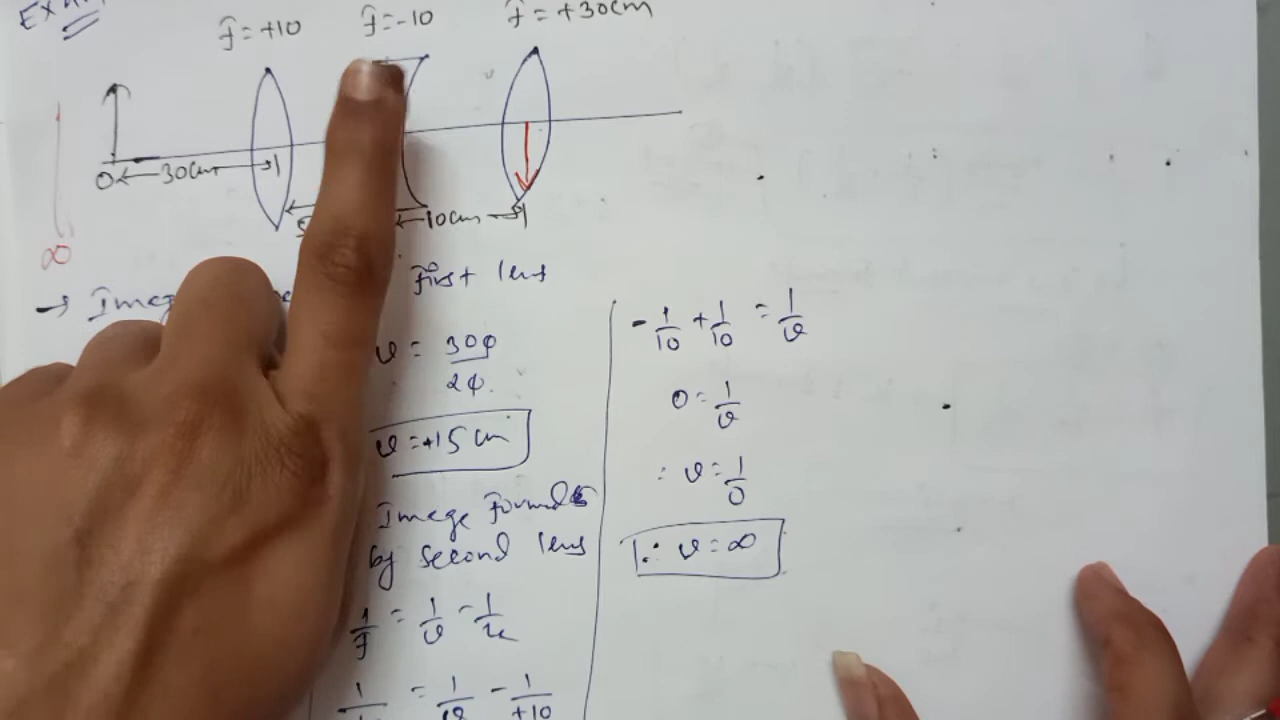 f = +10 f = -10 f = +30cm
O 30cm
10cm
∞
→ First lens
v = 300/20
v = +15 cm
Image formed
by second lens
1/f = 1/v - 1/u
= 1/v - 1/+10
-1/10 + 1/10 = 1/v
0 = 1/v
∴ v = 1/0
∴ v = ∞